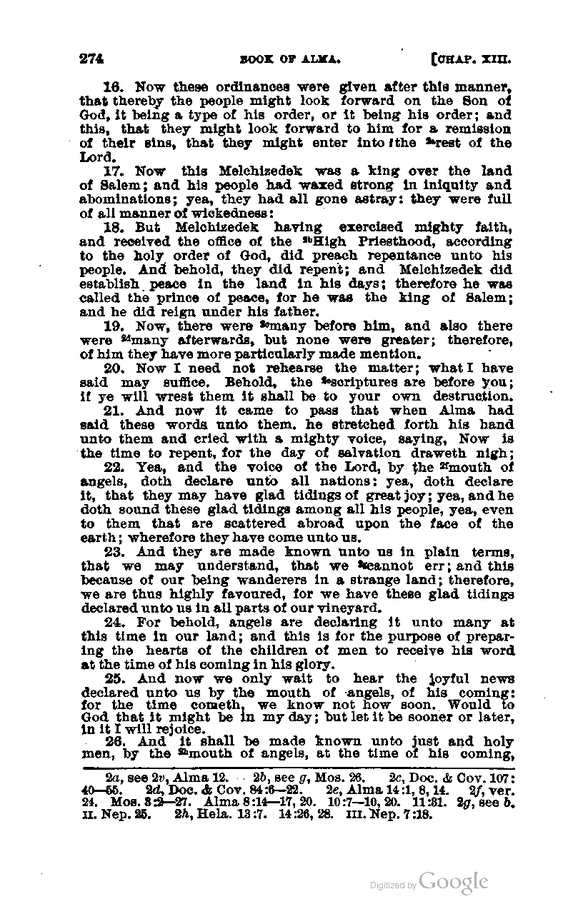 274 BOOK OF ALMA. [CHAP. XIII.
16. Now these ordinances were given after this manner,
that thereby the people might look forward on the Son of
God, it being a type of his order, or it being his order; and
this, that they might look forward to him for a remission
of their sins, that they might enter into the 2arest of the
Lord.
17. Now this Melchizedek was a king over the land
of Salem; and his people had waxed strong in iniquity and
abominations; yea, they had all gone astray: they were full
of all manner of wickedness:
18. But Melchizedek having exercised mighty faith,
and received the office of the 2bHigh Priesthood, according
to the holy order of God, did preach repentance unto his
people. And behold, they did repent; and Melchizedek did
establish peace in the land in his days; therefore he was
called the prince of peace, for he was the king of Salem;
and he did reign under his father.
19. Now, there were 2cmany before him, and also there
were 2dmany afterwards, but none were greater; therefore,
of him they have more particularly made mention.
20. Now I need not rehearse the matter; what I have
said may suffice. Behold, the 2escriptures are before you;
if ye will wrest them it shall be to your own destruction.
21. And now it came to pass that when Alma had
said these words unto them, he stretched forth his hand
unto them and cried with a mighty voice, saying, Now is
the time to repent, for the day of salvation draweth nigh;
22. Yea, and the voice of the Lord, by the 2fmouth of
angels, doth declare unto all nations: yea, doth declare
it, that they may have glad tidings of great joy; yea, and he
doth sound these glad tidings among all his people, yea, even
to them that are scattered abroad upon the face of the
earth; wherefore they have come unto us.
23. And they are made known unto us in plain terms,
that we may understand, that we 2gcannot err; and this
because of our being wanderers in a strange land; therefore,
we are thus highly favoured, for we have these glad tidings
declared unto us in all parts of our vineyard.
24. For behold, angels are declaring it unto many at
this time in our land; and this is for the purpose of prepar-
ing the hearts of the children of men to receive his word
at the time of his coming in his glory.
25. And now we only wait to hear the joyful news
declared unto us by the mouth of angels, of his coming:
for the time cometh, we know not how soon. Would to
God that it might be in my day; but let it be sooner or later,
in it I will rejoice.
26. And it shall be made known unto just and holy
men, by the 2hmouth of angels, at the time of his coming,
2a, see 2v, Alma 12. 2b, see g, Mos. 26. 2c, Doc. & Cov. 107:
40—55. 2d, Doc. & Cov. 84:6—22. 2e, Alma 14:1, 8, 14. 2f, ver.
24. Mos. 3:2—27. Alma 8:14—17, 20. 10:7—10, 20. 11:31. 2g, see b,
II. Nep. 25. 2h, Hela. 13:7. 14:26, 28. III. Nep. 7:18.
Digitized by Google